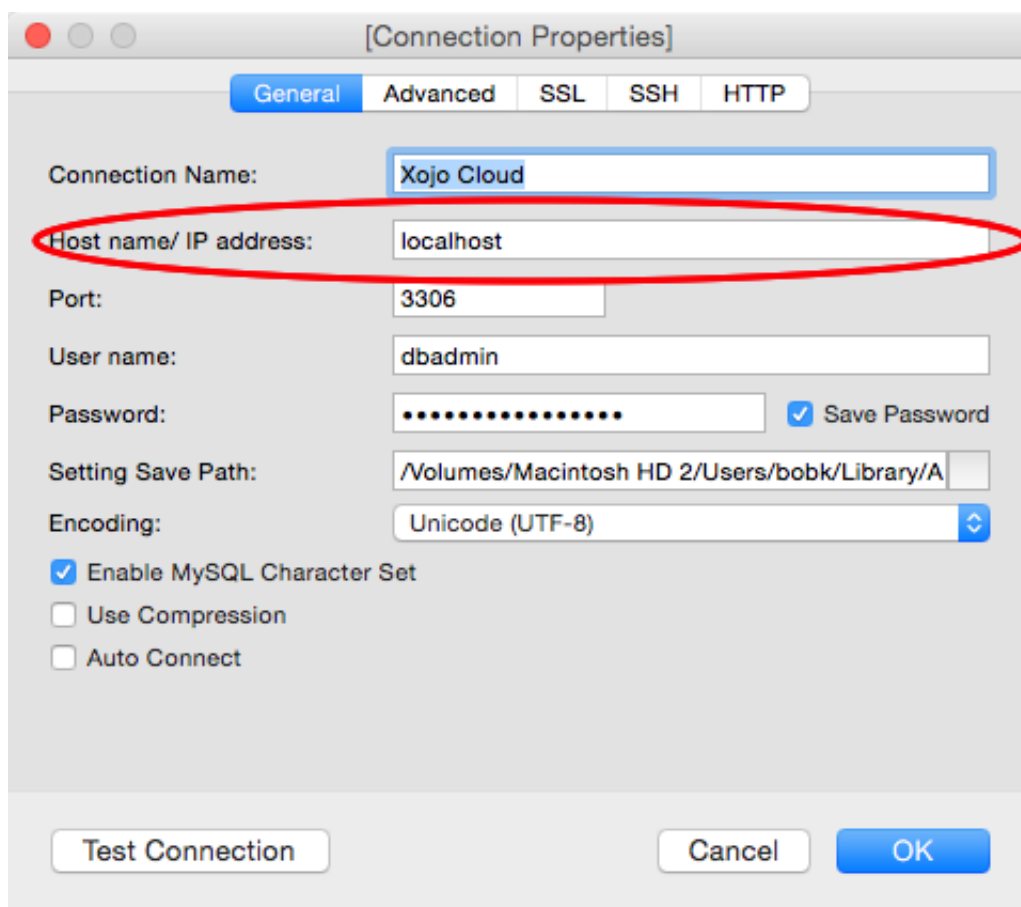 [Connection Properties]
General Advanced SSL SSH HTTP
Connection Name: Xojo Cloud
Host name/ IP address: localhost
Port: 3306
User name: dbadmin
Password: •••••••••••••••• Save Password
Setting Save Path: /Volumes/Macintosh HD 2/Users/bobk/Library/A
Encoding: Unicode (UTF-8)
Enable MySQL Character Set
Use Compression
Auto Connect
Test Connection Cancel OK